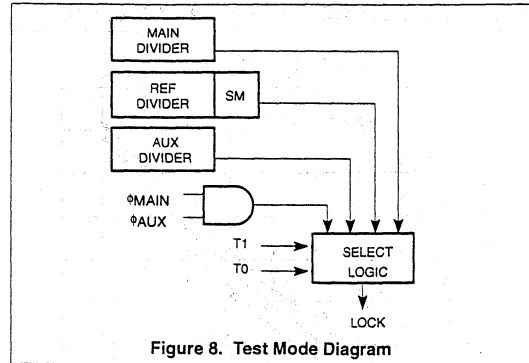 MAIN
DIVIDER
REF
DIVIDER
SM
AUX
DIVIDER
ΦMAIN
ΦAUX
T1
T0
SELECT
LOGIC
LOCK
Figure 8. Test Mode Diagram